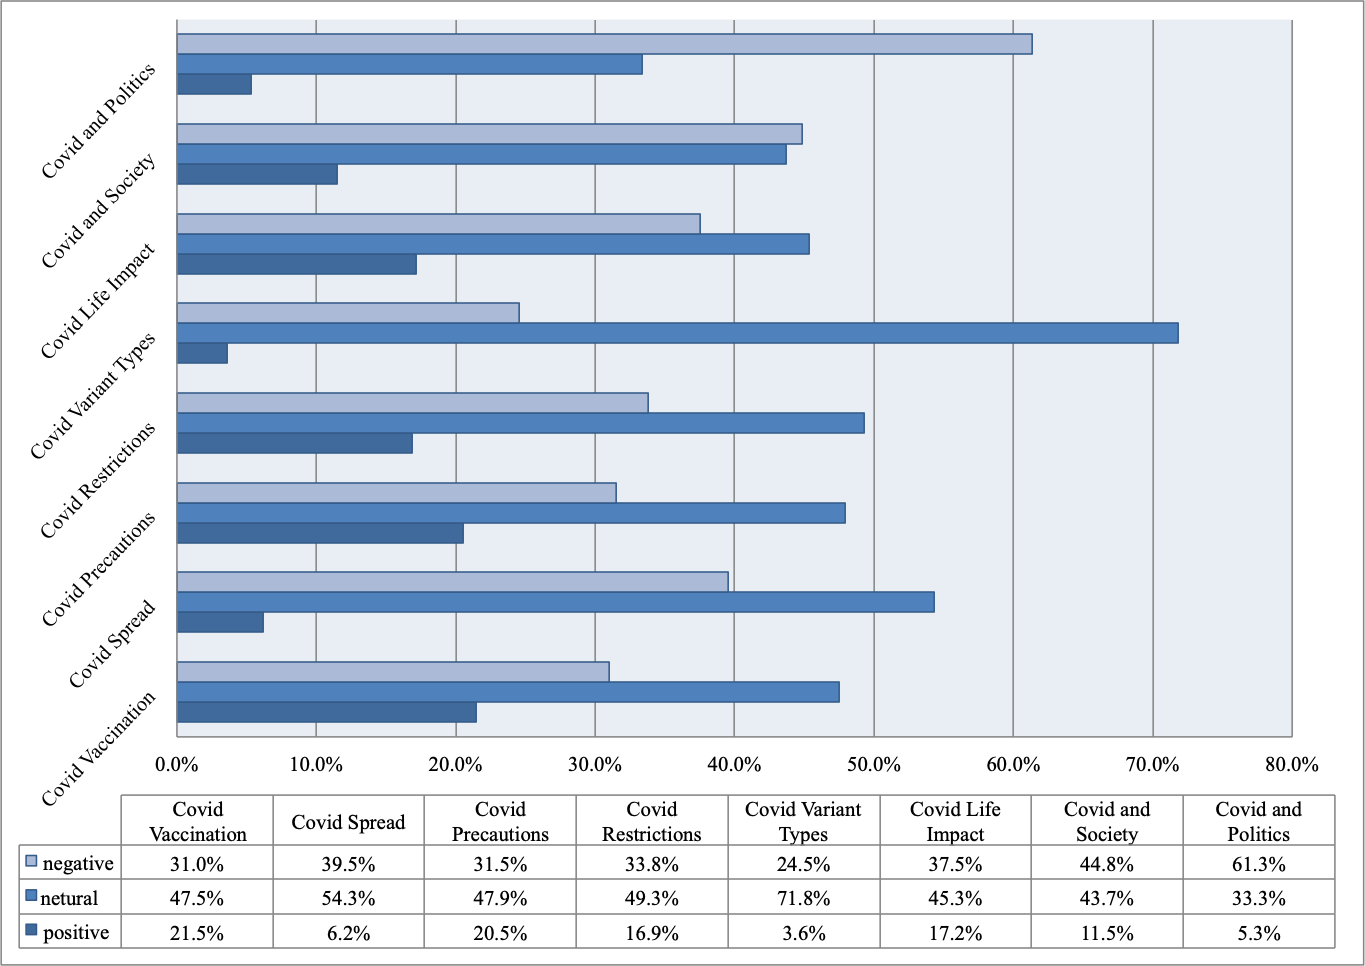 Covid and Politics
Covid and Society
Covid Life Impact
Covid Variant Types
Covid Restrictions
Covid Precautions
Covid Spread
Covid Vaccination
0.0% 10.0% 20.0% 30.0% 40.0% 50.0% 60.0% 70.0% 80.0%
Covid Covid Spread Covid Covid Covid Variant Covid Life Covid and Covid and
Vaccination Precautions Restrictions Types Impact Society Politics
negative 31.0% 39.5% 31.5% 33.8% 24.5% 37.5% 44.8% 61.3%
netural 47.5% 54.3% 47.9% 49.3% 71.8% 45.3% 43.7% 33.3%
positive 21.5% 6.2% 20.5% 16.9% 3.6% 17.2% 11.5% 5.3%